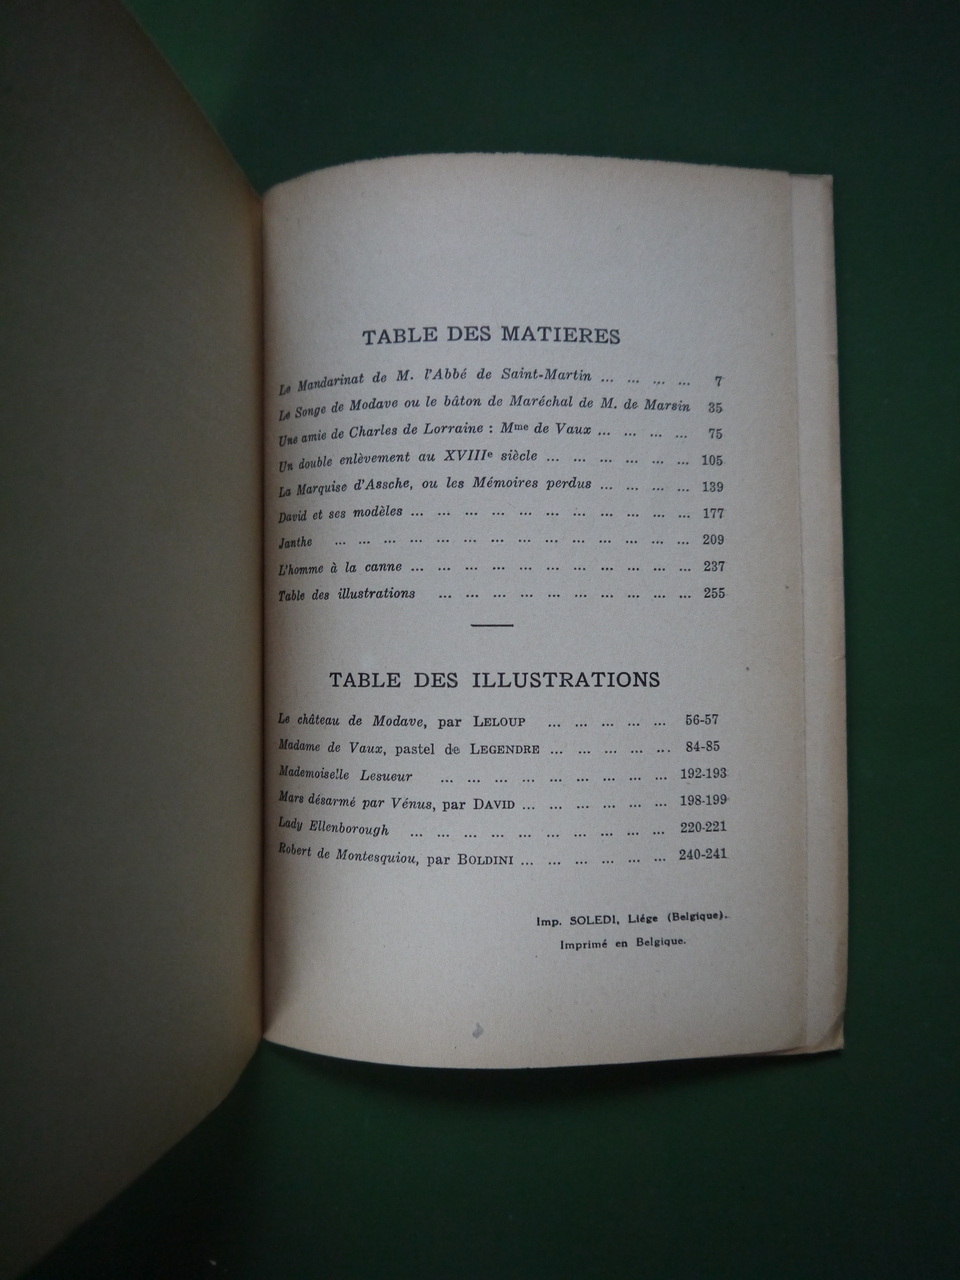 TABLE DES MATIERES
Le Mandarinat de M. l'Abbé de Saint-Martin ... ... ... ... 7
Le Songe de Modave ou le bâton de Maréchal de M. de Marsin 35
Une amie de Charles de Lorraine : Mme de Vaux ... ... ... ... 75
Un double enlèvement au XVIIIe siècle ... ... ... ... ... ... 105
La Marquise d'Assche, ou les Mémoires perdus ... ... ... ... 139
David et ses modèles ... ... ... ... ... ... ... ... ... ... ... 177
Janthe ... ... ... ... ... ... ... ... ... ... ... ... ... ... 209
L'homme à la canne ... ... ... ... ... ... ... ... ... ... ... 237
Table des illustrations ... ... ... ... ... ... ... ... ... ... 255
TABLE DES ILLUSTRATIONS
Le château de Modave, par LELOUP ... ... ... ... ... 56-57
Madame de Vaux, pastel de LEGENDRE ... ... ... ... ... 84-85
Mademoiselle Lesueur ... ... ... ... ... ... ... ... ... 192-193
Mars désarmé par Vénus, par DAVID ... ... ... ... ... ... 198-199
Lady Ellenborough ... ... ... ... ... ... ... ... ... ... 220-221
Robert de Montesquiou, par BOLDINI ... ... ... ... ... ... 240-241
Imp. SOLEDI, Liége (Belgique).
Imprimé en Belgique.